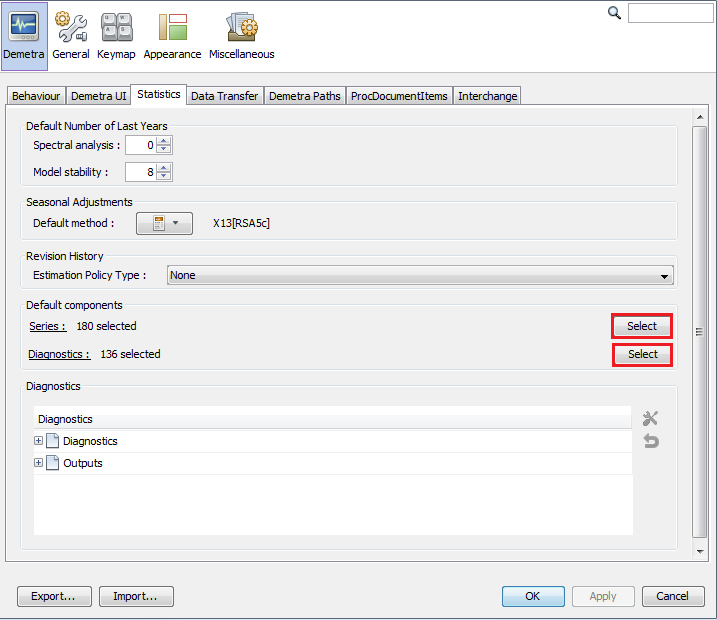 Demetra General Keymap Appearance Miscellaneous
Behaviour Demetra UI Statistics Data Transfer Demetra Paths ProcDocumentItems Interchange
Default Number of Last Years
Spectral analysis : 0
Model stability : 8
Seasonal Adjustments
Default method : X13[RSA5c]
Revision History
Estimation Policy Type : None
Default components
Series : 180 selected Select
Diagnostics : 136 selected Select
Diagnostics
Diagnostics
Diagnostics
Outputs
Export... Import... OK Apply Cancel